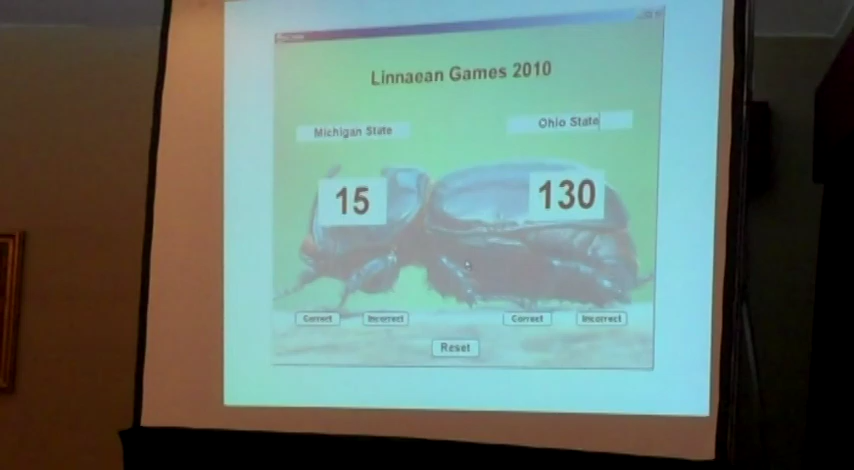 Linnaean Games 2010
Michigan State
Ohio State
15
130
Correct
Incorrect
Correct
Incorrect
Reset